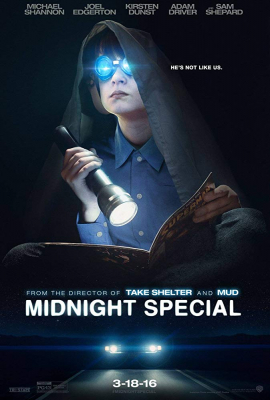 MICHAEL SHANNON JOEL EDGERTON KIRSTEN DUNST ADAM DRIVER AND SAM SHEPARD
HE'S NOT LIKE US.
FROM THE DIRECTOR OF TAKE SHELTER AND MUD
MIDNIGHT SPECIAL
3-18-16